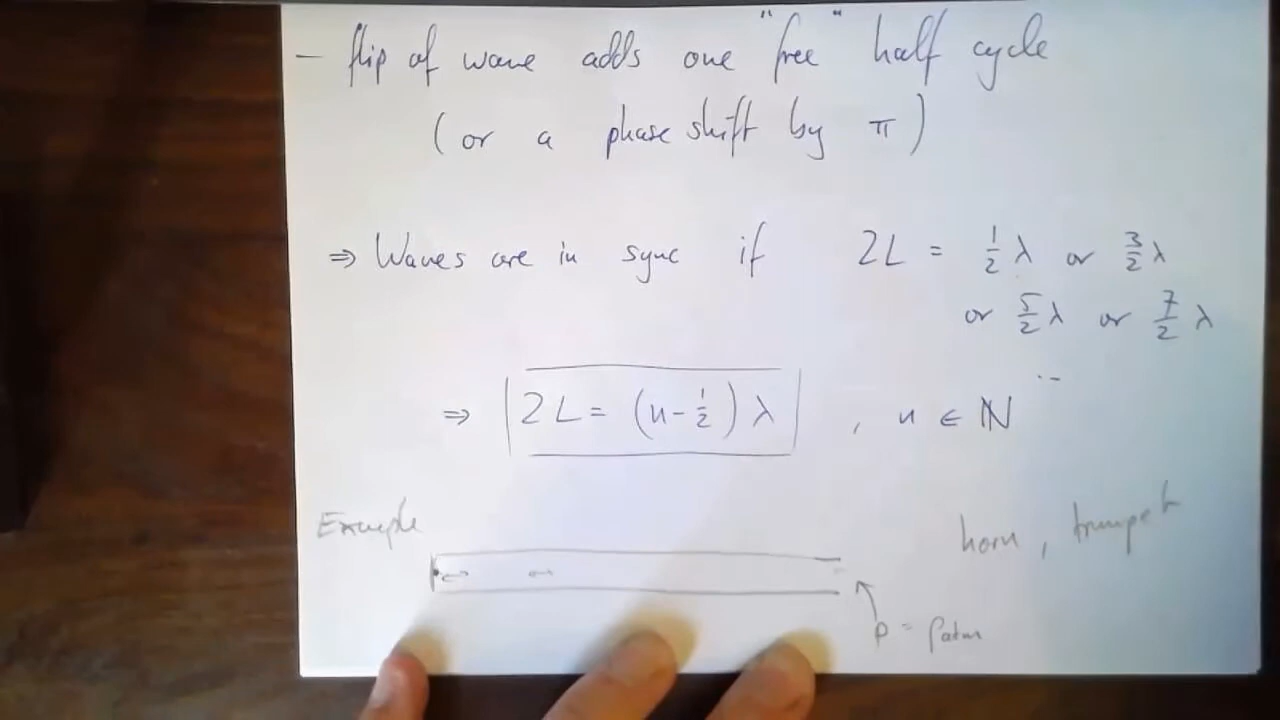 - flip of wave adds one "free" half cycle
(or a phase shift by π)
⇒ Waves are in sync if 2L = 1/2 λ or 3/2 λ
or 5/2 λ or 7/2 λ ..
⇒ 2L = (n-1/2) λ , n ∈ ℕ
Example horn, trumpet
p = patm